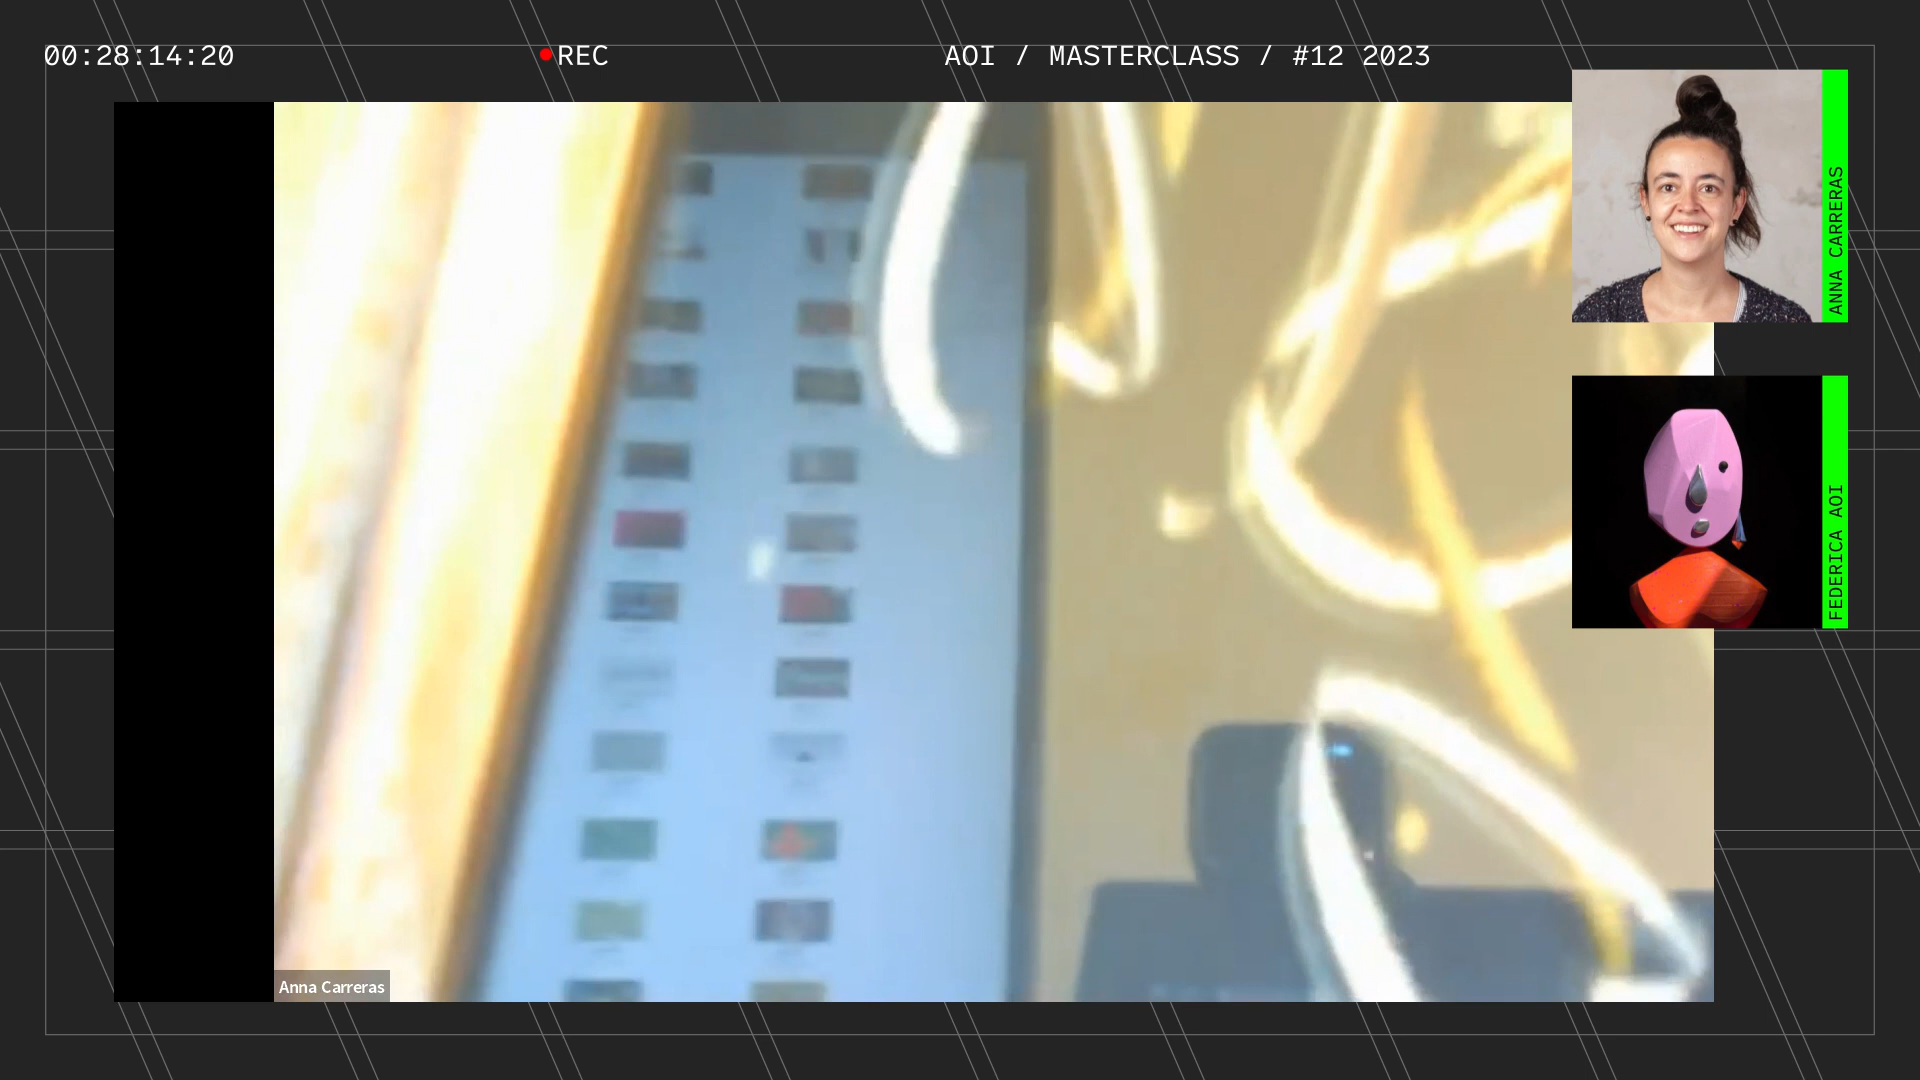 00:28:14:20
REC
AOI / MASTERCLASS / #12 2023
ANNA CARRERAS
FEDERICA AOI
Anna Carreras